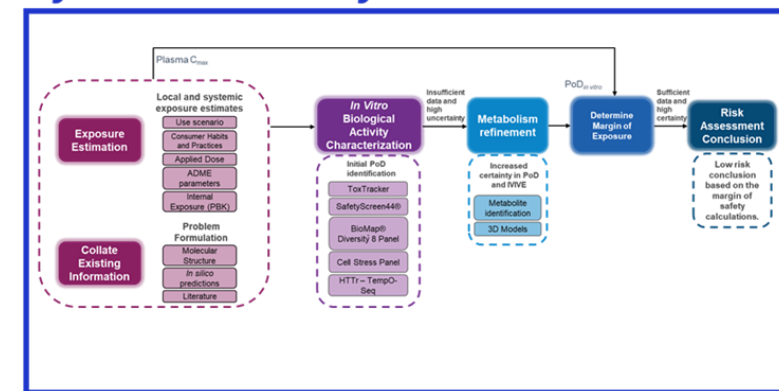 Plasma Cmax
PoDin vitro
Local and systemic
exposure estimates
Exposure
Estimation
Use scenario
Consumer Habits
and Practices
Applied Dose
ADME
parameters
Internal
Exposure (PBK)
Collate
Existing
Information
Problem
Formulation
Molecular
Structure
In silico
predictions
Literature
In Vitro
Biological
Activity
Characterization
Initial PoD
identification
ToxTracker
SafetyScreen44®
BioMap®
Diversity 8 Panel
Cell Stress Panel
HTTr – TempO-
Seq
Insufficient
data and
high
uncertainty
Metabolism
refinement
Increased
certainty in PoD
and IVIVE
Metabolite
identification
3D Models
Determine
Margin of
Exposure
Sufficient
data and
high
certainty
Risk
Assessment
Conclusion
Low risk
conclusion
based on the
margin of
safety
calculations.